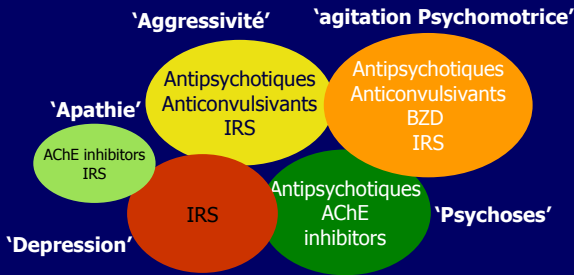 ‘Aggressivité’
‘agitation Psychomotrice’
Antipsychotiques
Anticonvulsivants
IRS
Antipsychotiques
Anticonvulsivants
BZD
IRS
‘Apathie’
AChE inhibitors
IRS
IRS
Antipsychotiques
AChE
inhibitors
‘Psychoses’
‘Depression’